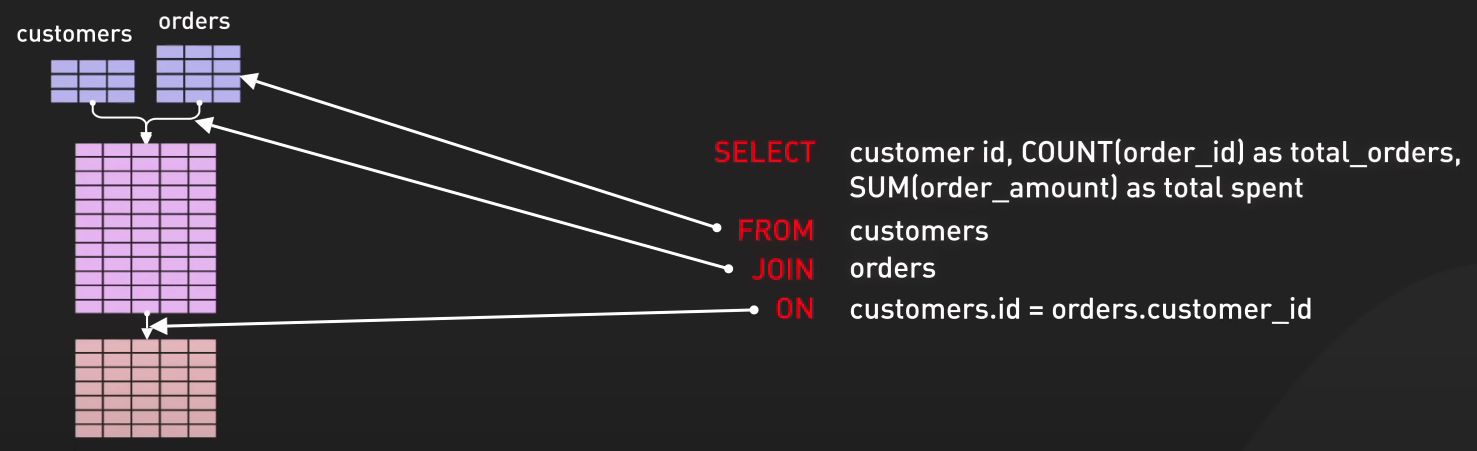 customers
orders
SELECT customer id, COUNT(order_id) as total_orders,
SUM(order_amount) as total spent
FROM customers
JOIN orders
ON customers.id = orders.customer_id